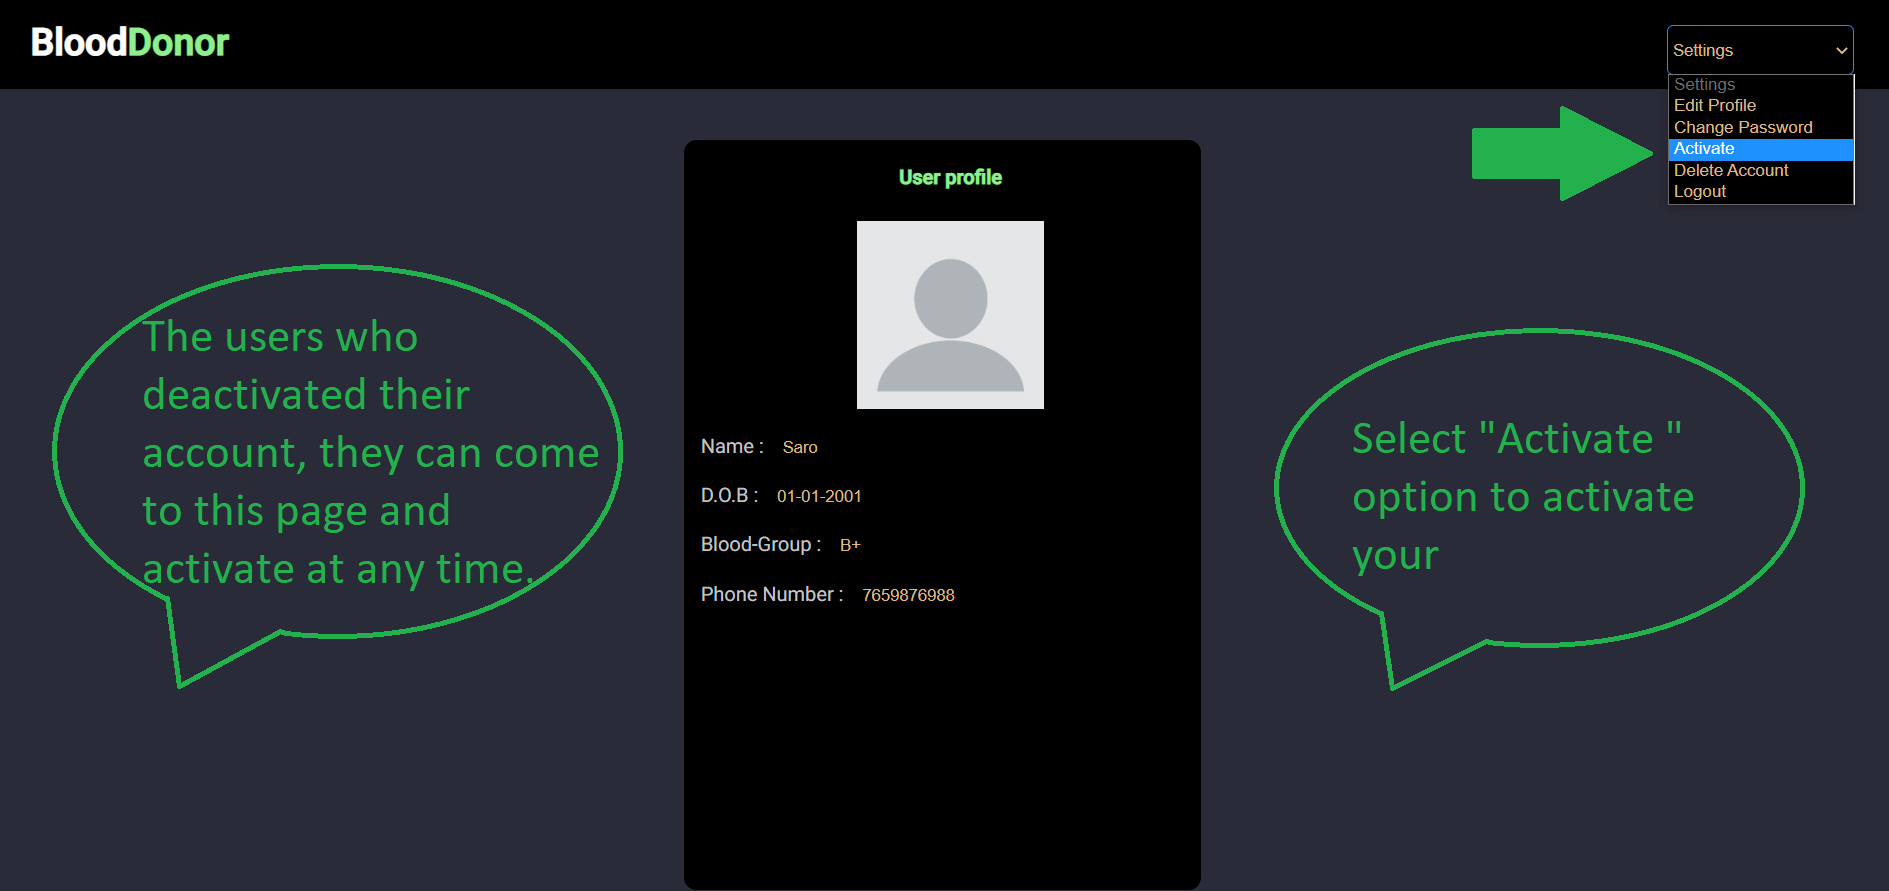 BloodDonor
Settings
Settings
Edit Profile
Change Password
Activate
Delete Account
Logout
User profile
The users who
deactivated their
account, they can come
to this page and
activate at any time.
Name : Saro
D.O.B : 01-01-2001
Blood-Group : B+
Phone Number : 7659876988
Select "Activate "
option to activate
your